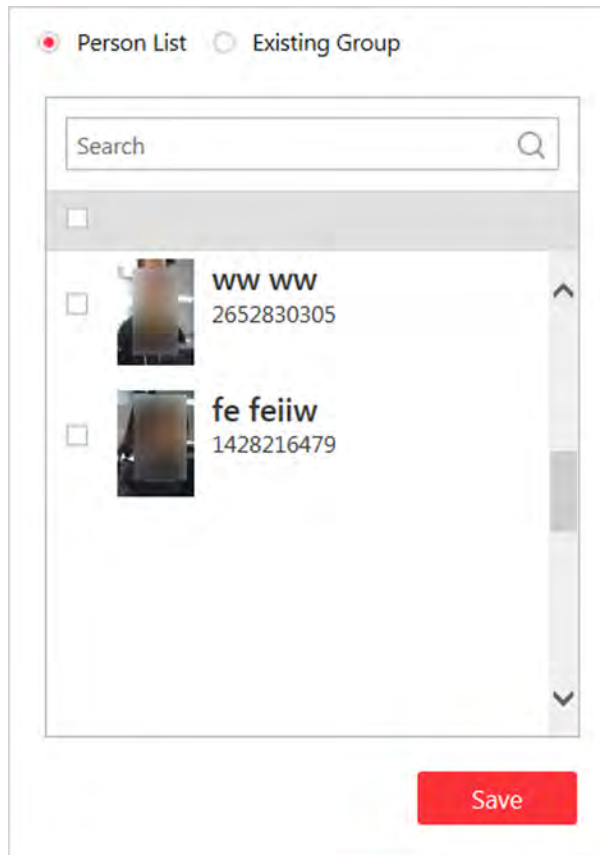 Person List Existing Group
Search
ww ww
2652830305
fe feiiw
1428216479
Save